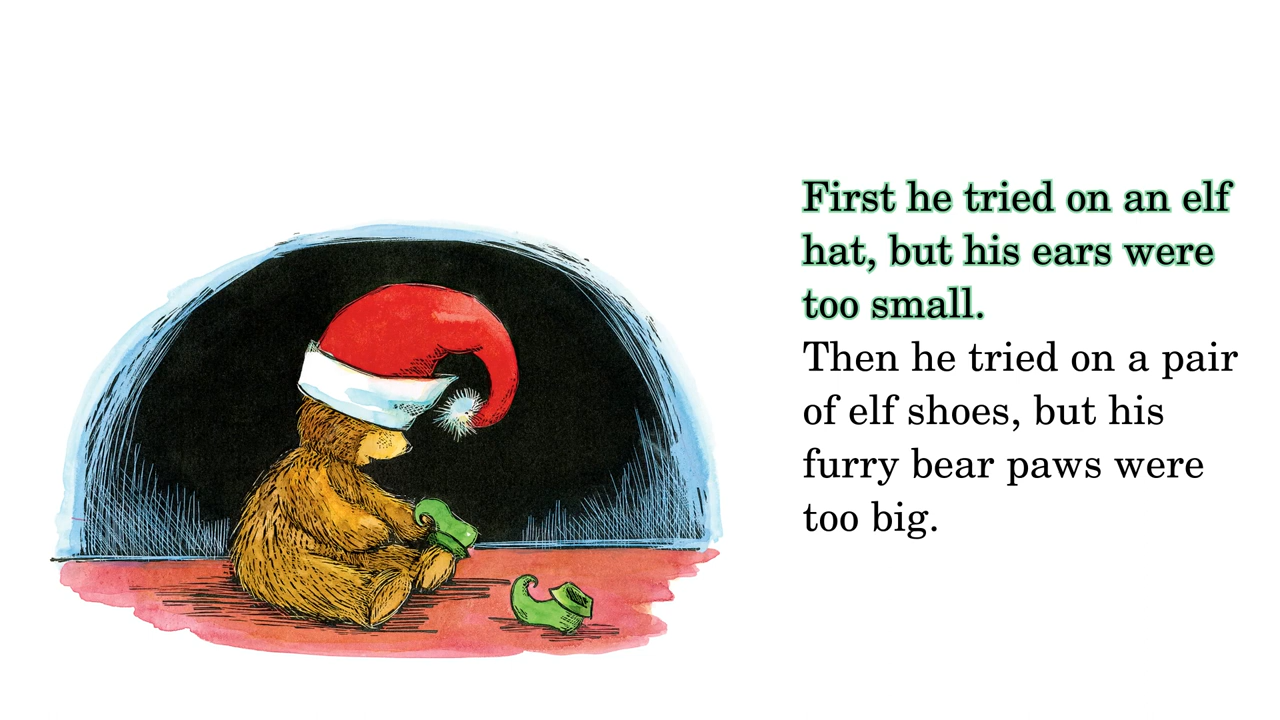 First he tried on an elf
hat, but his ears were
too small.
Then he tried on a pair
of elf shoes, but his
furry bear paws were
too big.